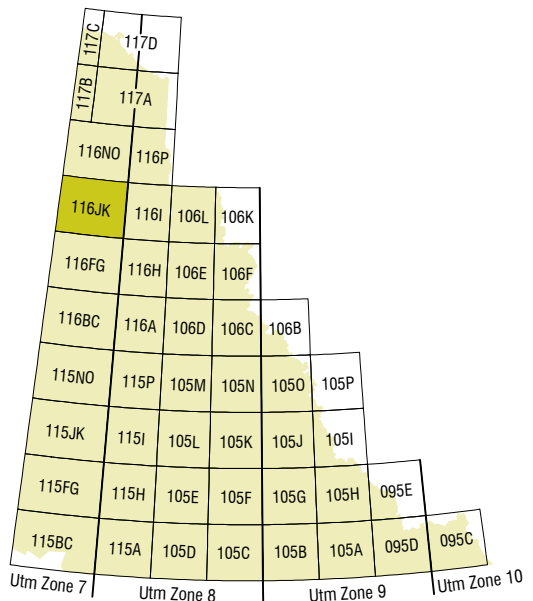 117C 117D
117B 117A
116NO 116P
116JK 116I 106L 106K
116FG 116H 106E 106F
116BC 116A 106D 106C 106B
115NO 115P 105M 105N 105O 105P
115JK 115I 105L 105K 105J 105I
115FG 115H 105E 105F 105G 105H 095E
115BC 115A 105D 105C 105B 105A 095D 095C
Utm Zone 7 Utm Zone 8 Utm Zone 9 Utm Zone 10